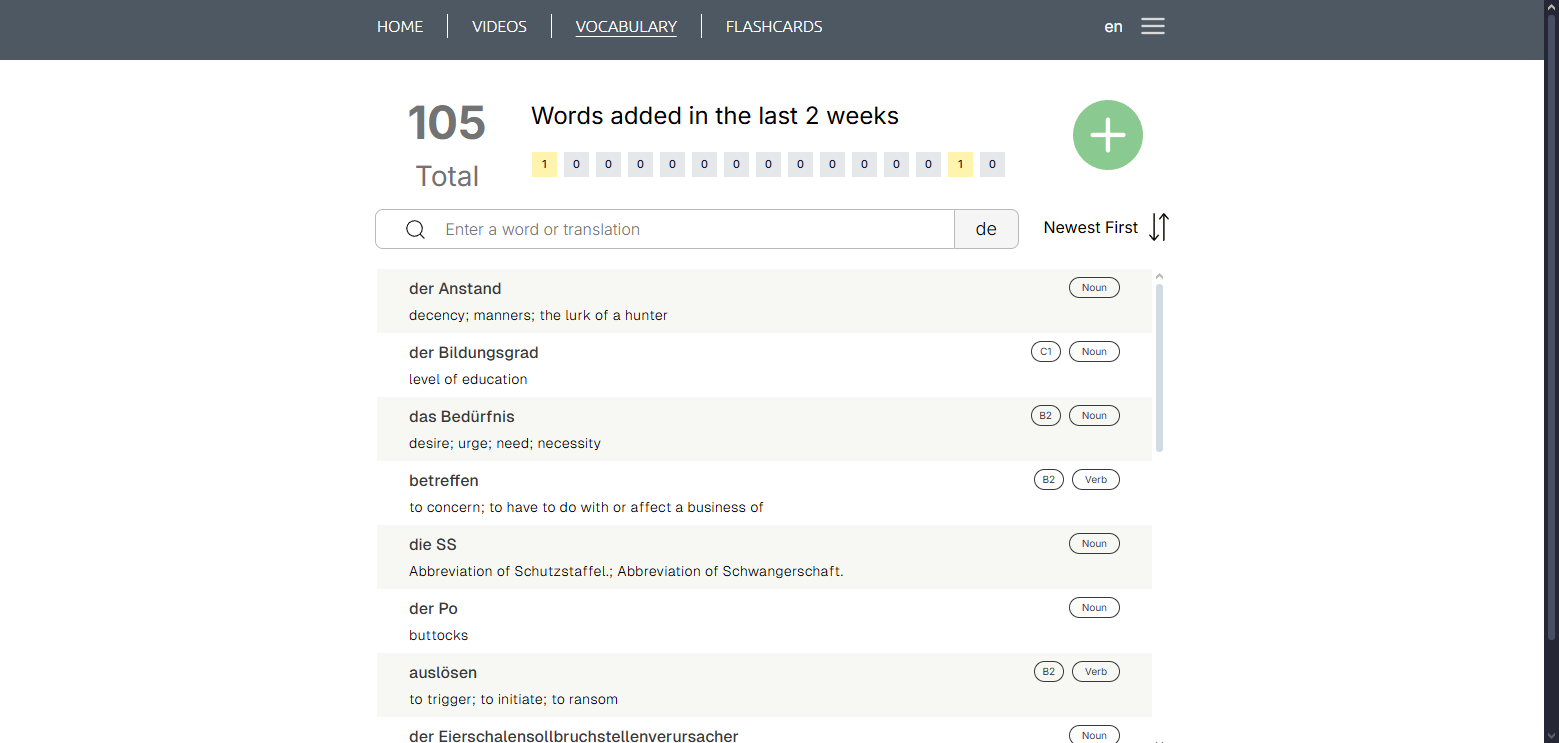 HOME VIDEOS VOCABULARY FLASHCARDS en
105
Total
Words added in the last 2 weeks
1 0 0 0 0 0 0 0 0 0 0 0 0 1 0
Enter a word or translation de Newest First
der Anstand Noun
decency; manners; the lurk of a hunter
der Bildungsgrad C1 Noun
level of education
das Bedürfnis B2 Noun
desire; urge; need; necessity
betreffen B2 Verb
to concern; to have to do with or affect a business of
die SS Noun
Abbreviation of Schutzstaffel.; Abbreviation of Schwangerschaft.
der Po Noun
buttocks
auslösen B2 Verb
to trigger; to initiate; to ransom
der Eierschalensollbruchstellenverursacher Noun